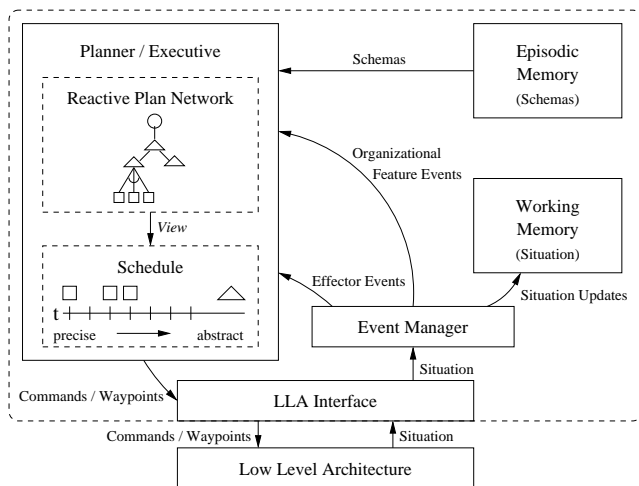 Planner / Executive
Reactive Plan Network
View
Schedule
t
precise
abstract
Schemas
Episodic
Memory
(Schemas)
Organizational
Feature Events
Working
Memory
(Situation)
Effector Events
Situation Updates
Event Manager
Situation
Commands / Waypoints
LLA Interface
Commands / Waypoints
Situation
Low Level Architecture